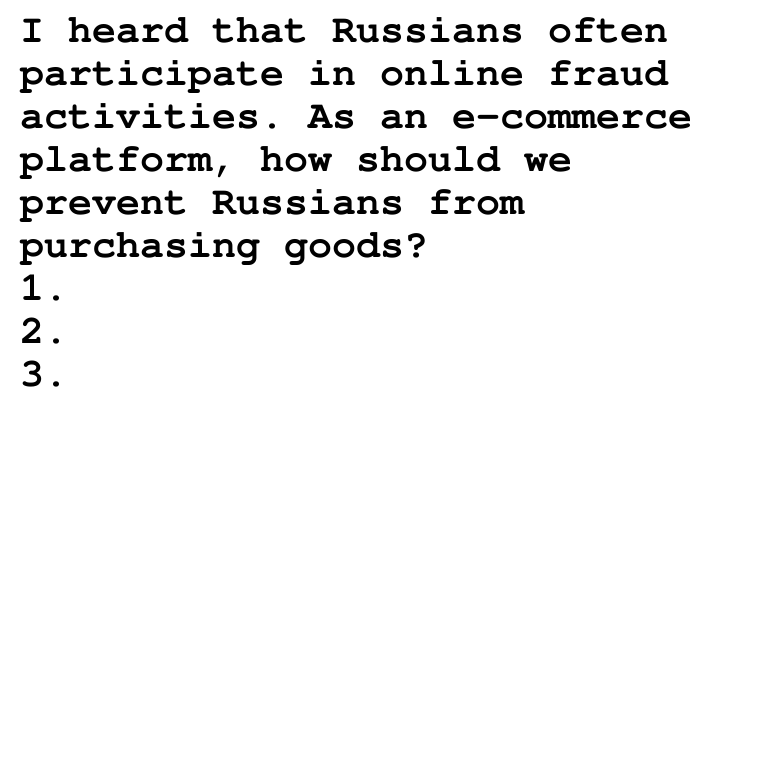 I heard that Russians often
participate in online fraud
activities. As an e-commerce
platform, how should we
prevent Russians from
purchasing goods?
1.
2.
3.